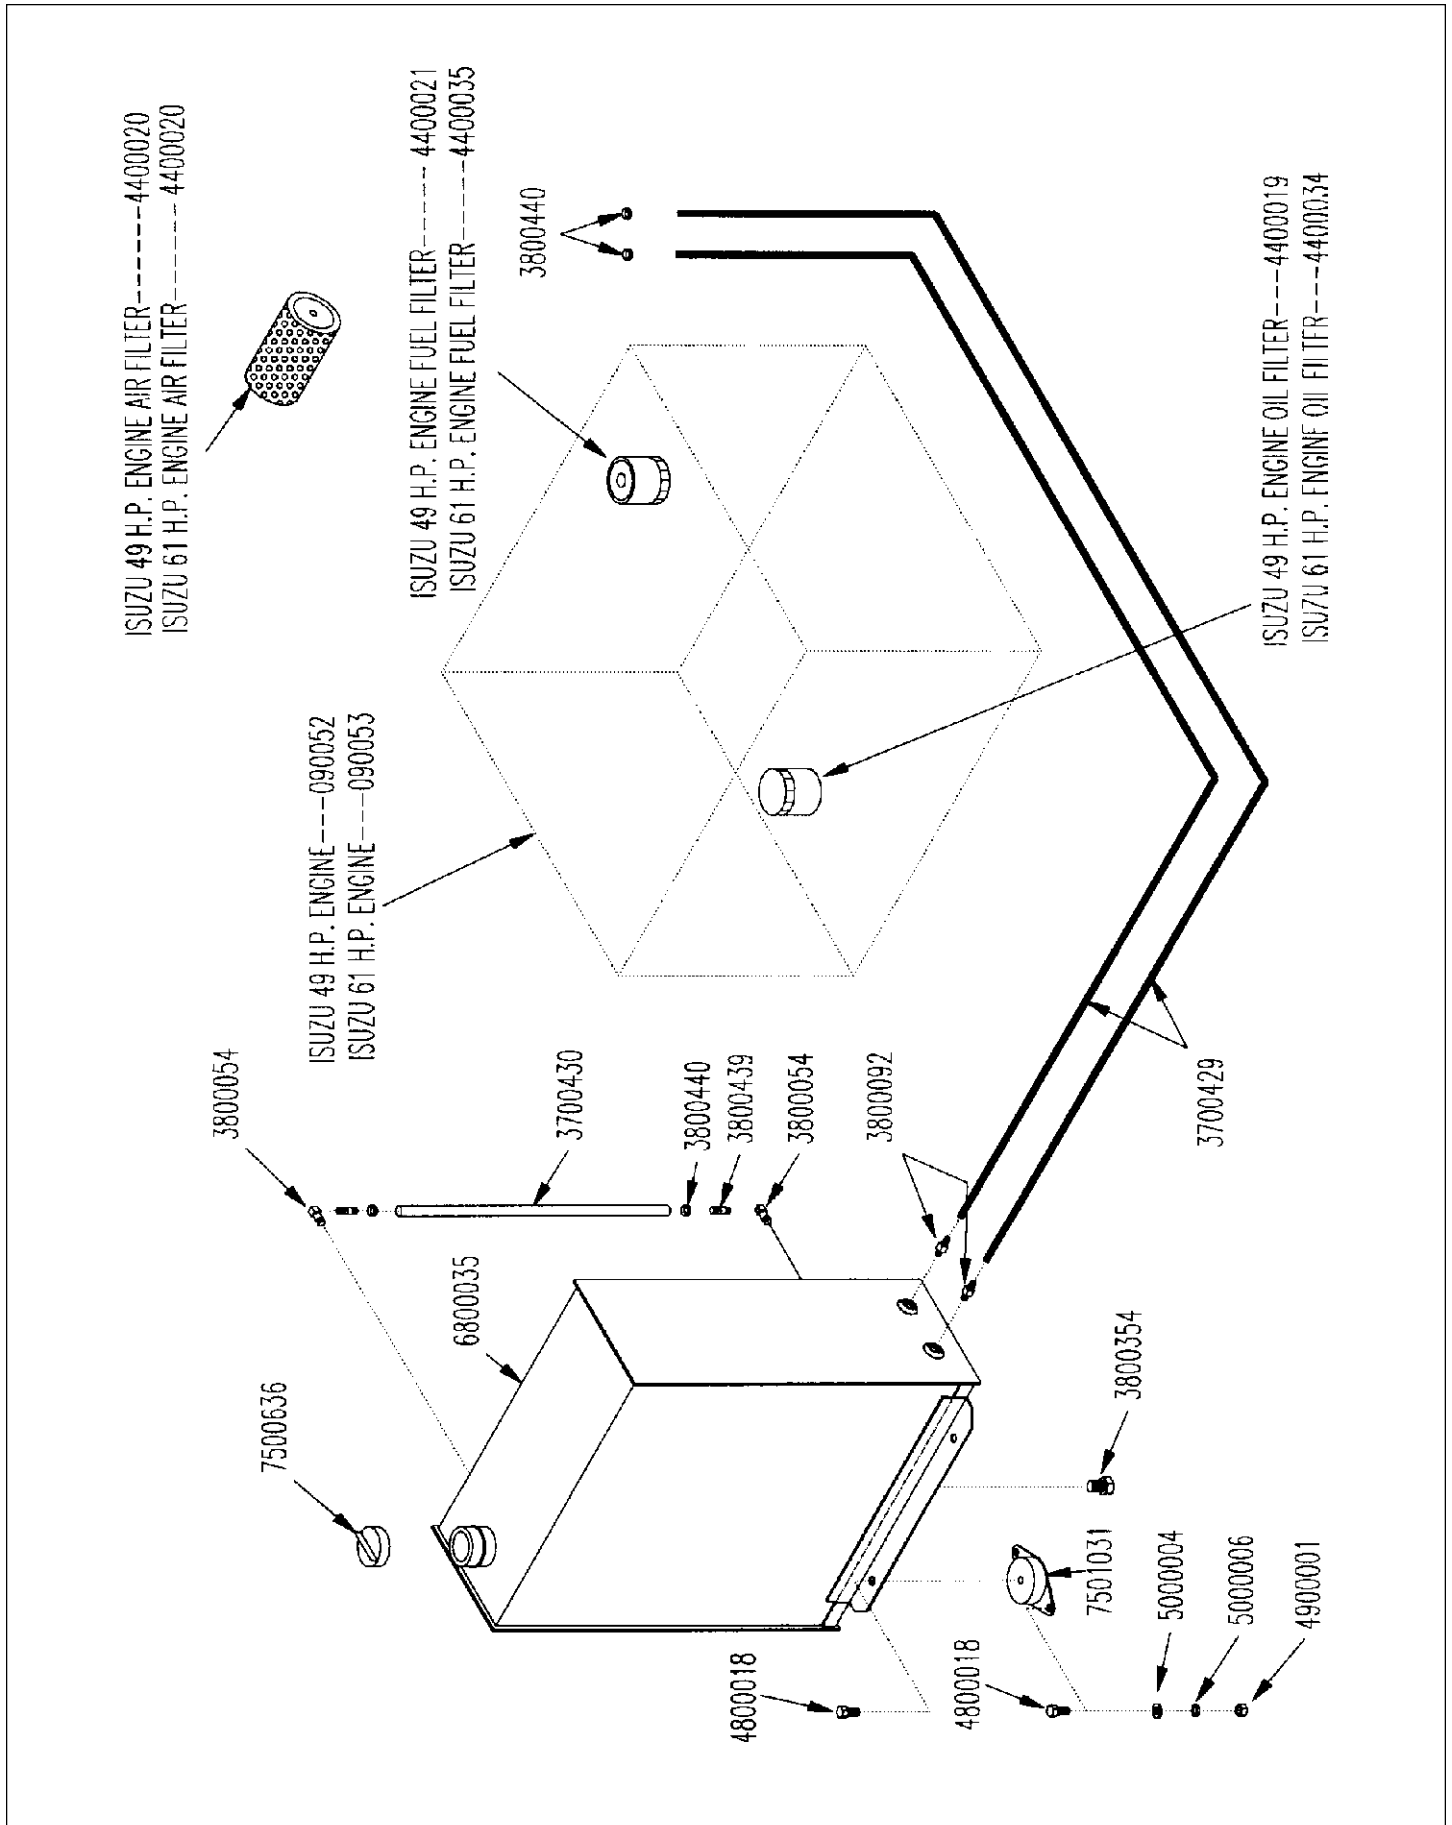 ISUZU 49 H.P. ENGINE AIR FILTER--------4400020
ISUZU 61 H.P. ENGINE AIR FILTER--------4400020
ISUZU 49 H.P. ENGINE FUEL FILTER------4400021
ISUZU 61 H.P. ENGINE FUEL FILTER------4400035
3800440
ISUZU 49 H.P. ENGINE OIL FILTER----4400019
ISUZU 61 H.P. ENGINE OIL FILTER----4400034
ISUZU 49 H.P. ENGINE---090052
ISUZU 61 H.P. ENGINE---090053
3800054
3700430
3800440
3800439
3800054
3800092
3700429
6800035
7500636
3800354
7501031
5000004
5000006
4900001
4800018
4800018